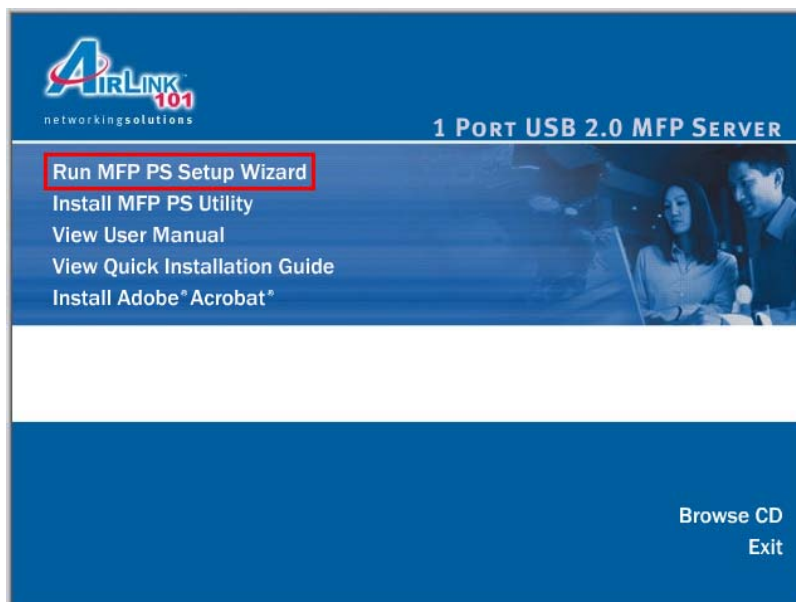 AIRLINK
101
networkingsolutions
1 PORT USB 2.0 MFP SERVER
Run MFP PS Setup Wizard
Install MFP PS Utility
View User Manual
View Quick Installation Guide
Install Adobe® Acrobat®
Browse CD
Exit